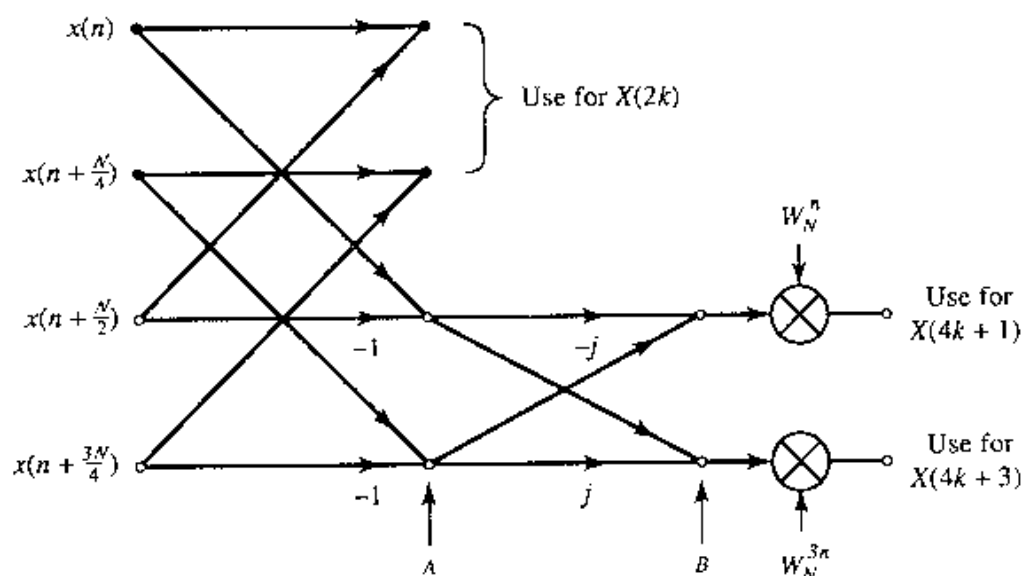 x(n)
Use for X(2k)
x(n + N/4)
W_N^n
x(n + N/2)
-1
-j
Use for
X(4k + 1)
x(n + 3N/4)
-1
j
Use for
X(4k + 3)
A
B
W_N^3n